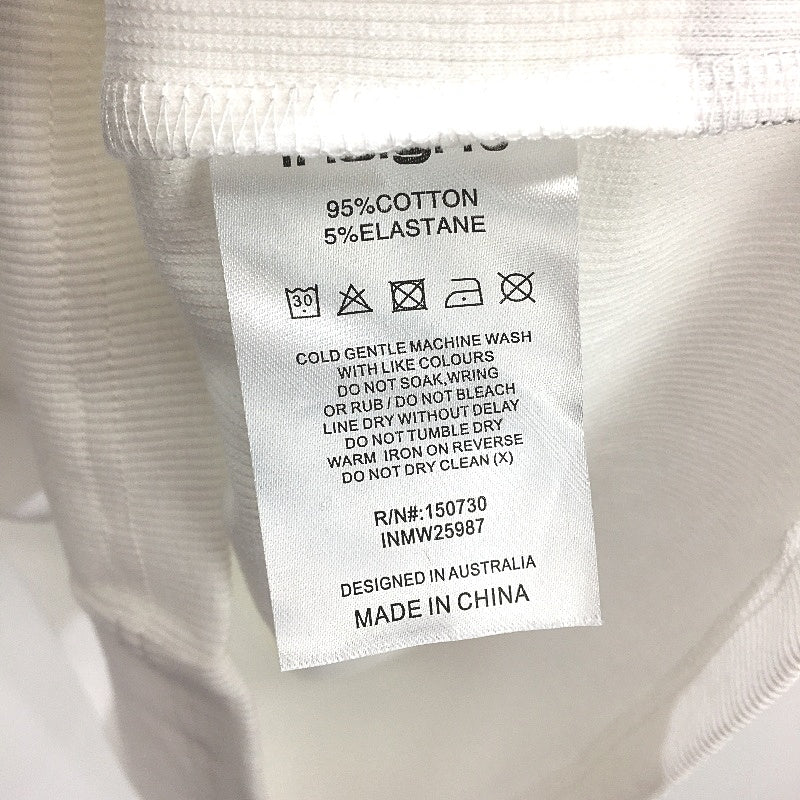 95%COTTON
5%ELASTANE
30
COLD GENTLE MACHINE WASH
WITH LIKE COLOURS
DO NOT SOAK,WRING
OR RUB / DO NOT BLEACH
LINE DRY WITHOUT DELAY
DO NOT TUMBLE DRY
WARM IRON ON REVERSE
DO NOT DRY CLEAN (X)
R/N#:150730
INMW25987
DESIGNED IN AUSTRALIA
MADE IN CHINA